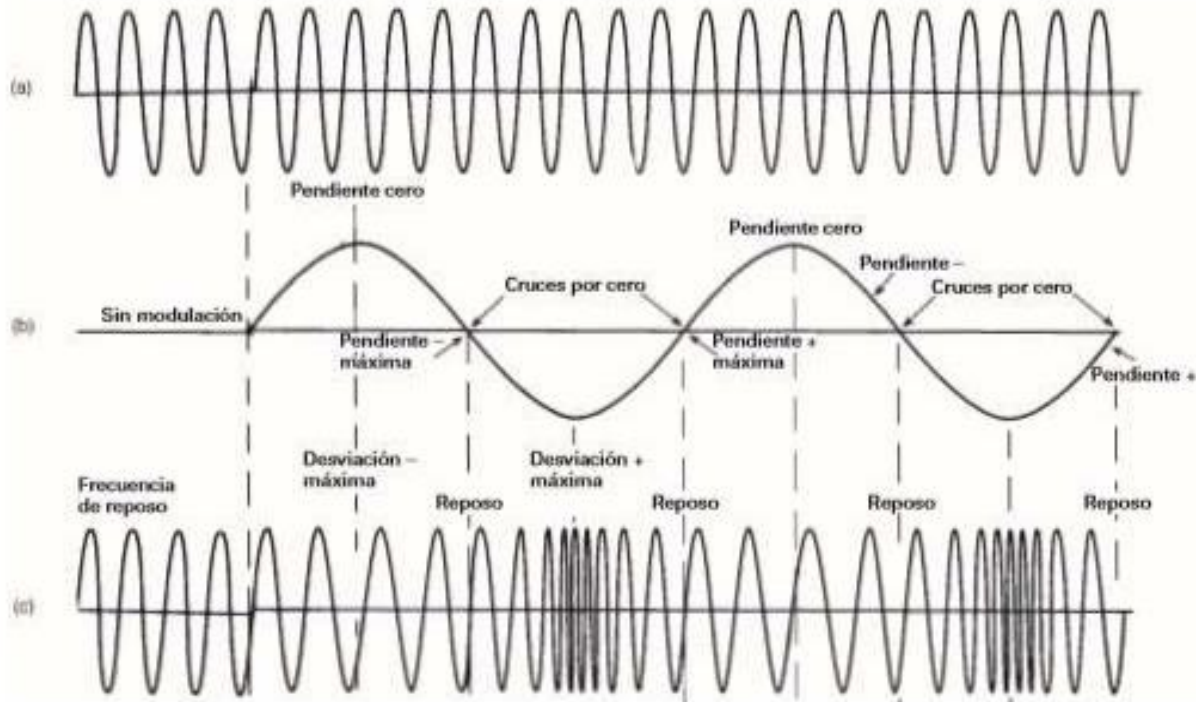 (a)
Pendiente cero
Pendiente cero
Pendiente –
Cruces por cero
Cruces por cero
Sin modulación
(b)
Pendiente –
máxima
Pendiente +
máxima
Pendiente +
Desviación –
máxima
Desviación +
máxima
Frecuencia
de reposo
Reposo
Reposo
Reposo
Reposo
(c)